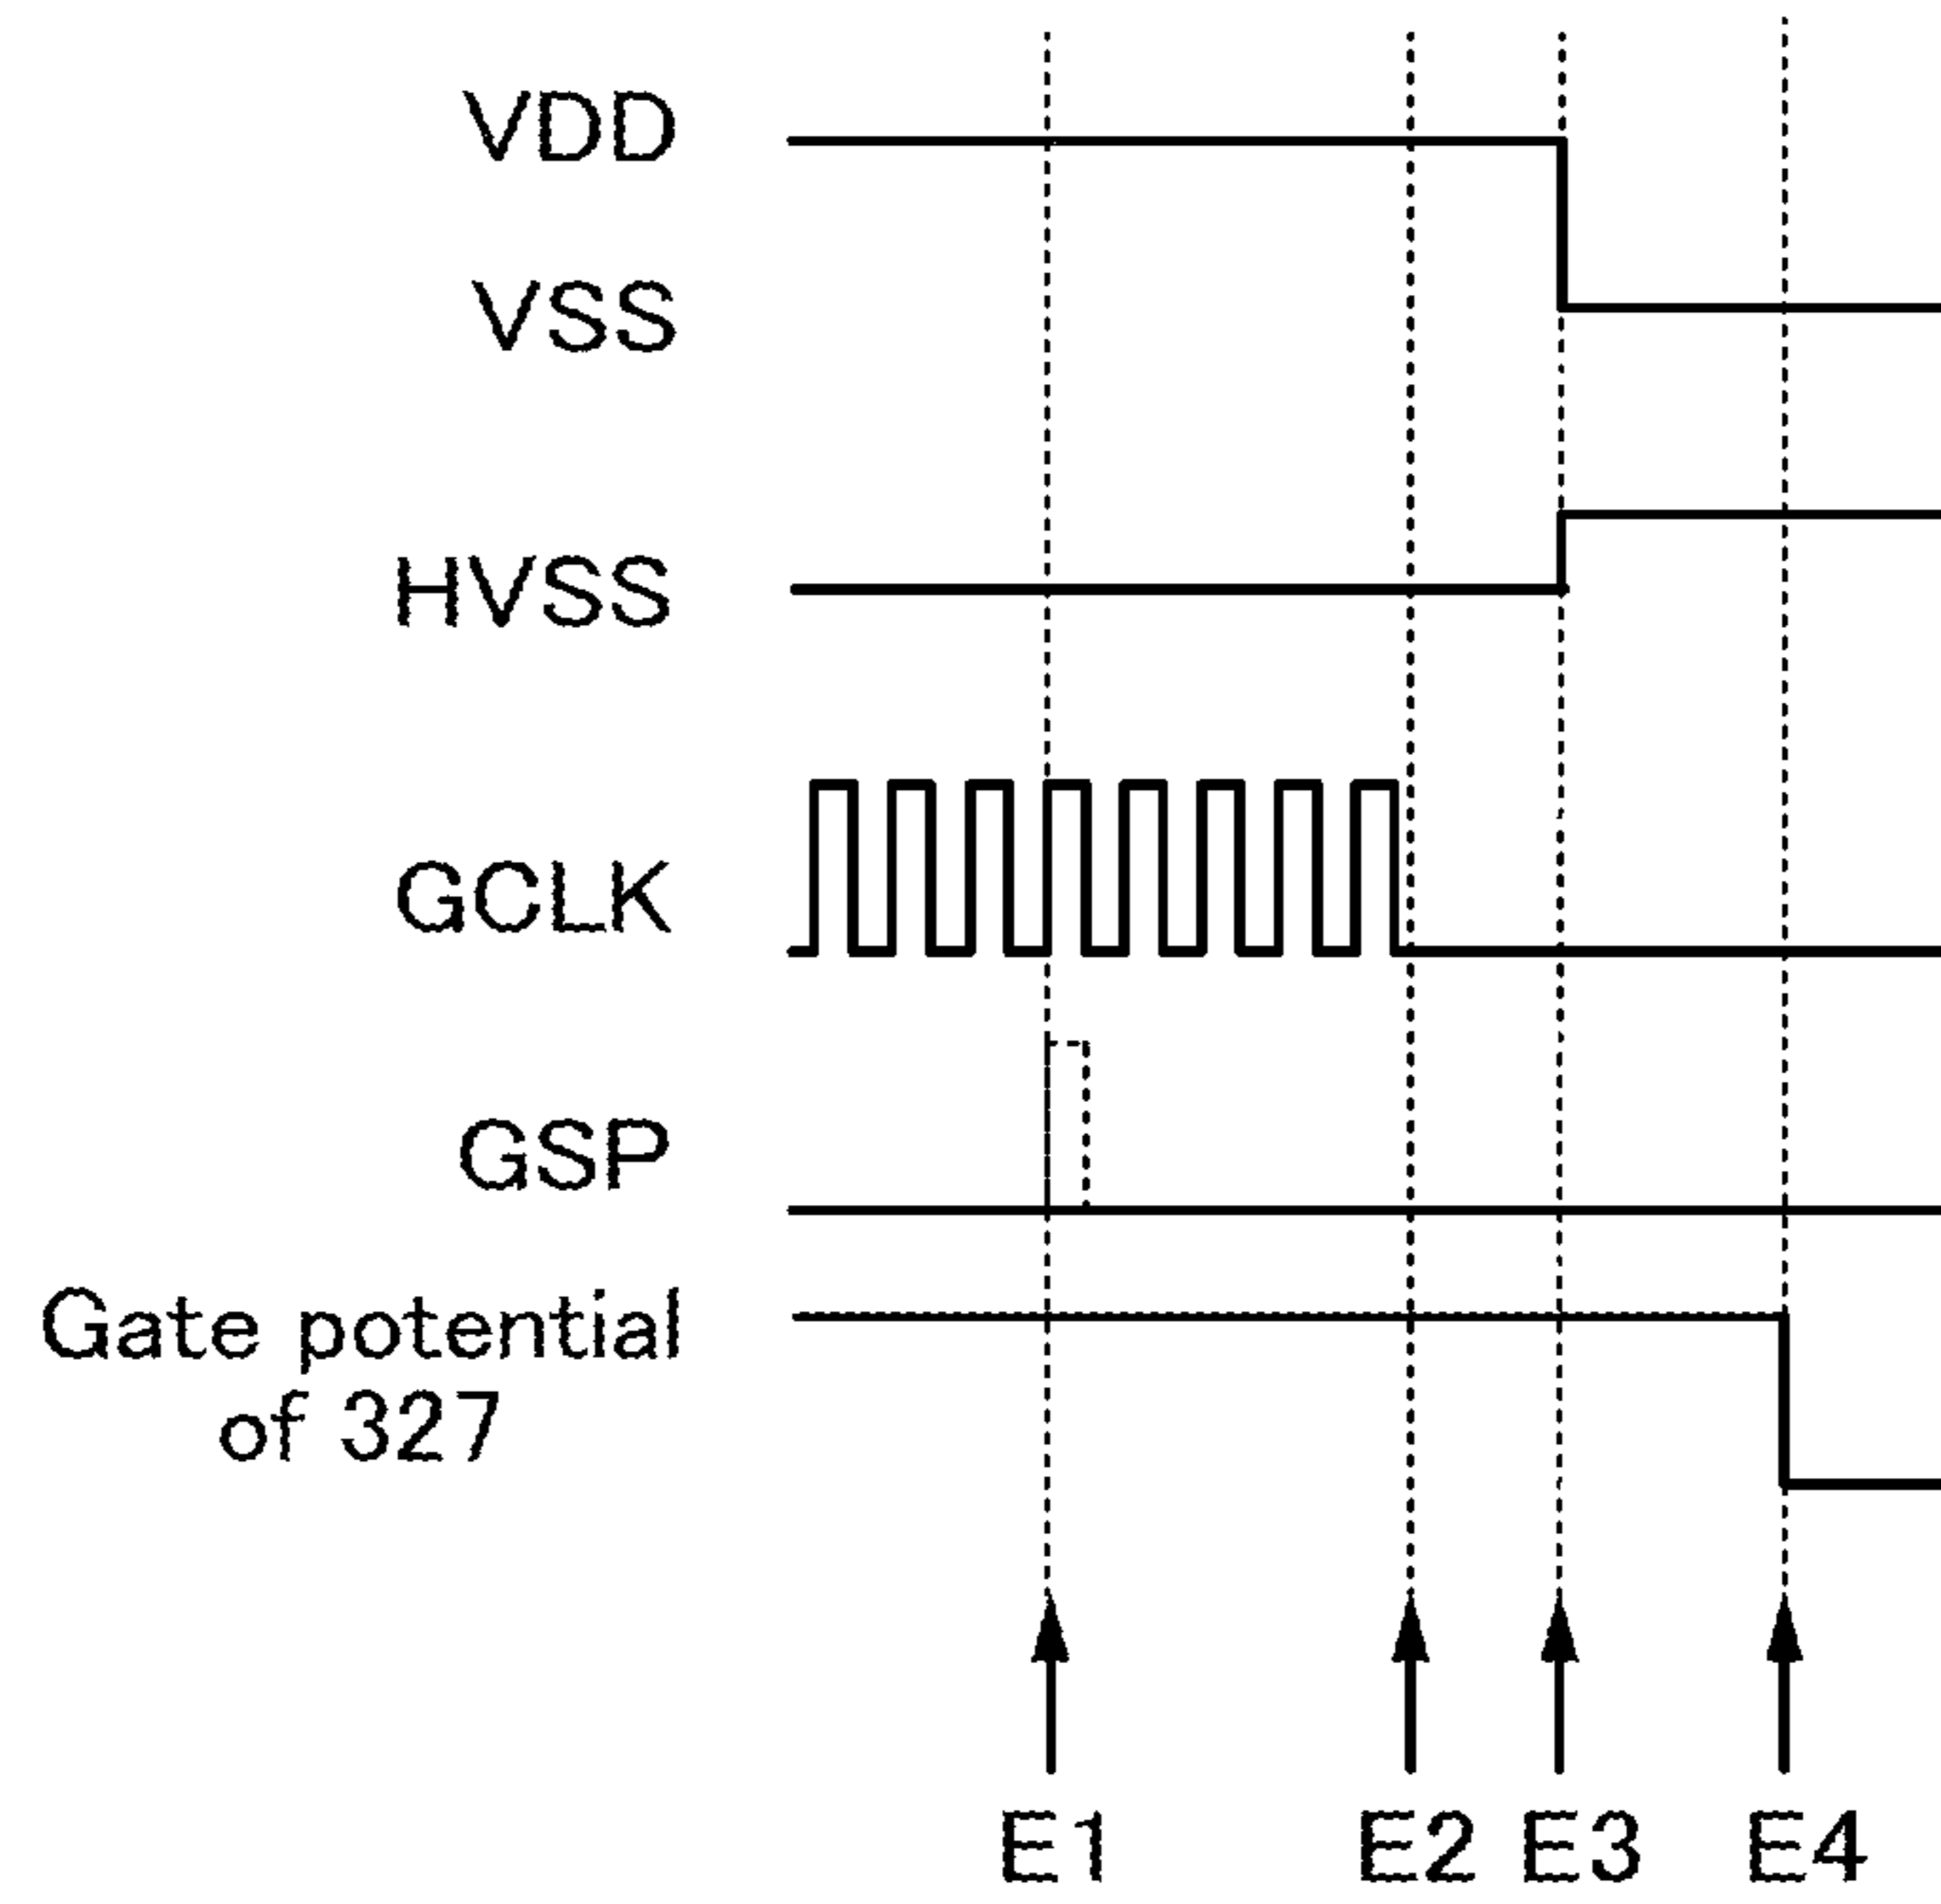 VDD
VSS
HVSS
GCLK
GSP
Gate potential
of 327
E1 E2 E3 E4